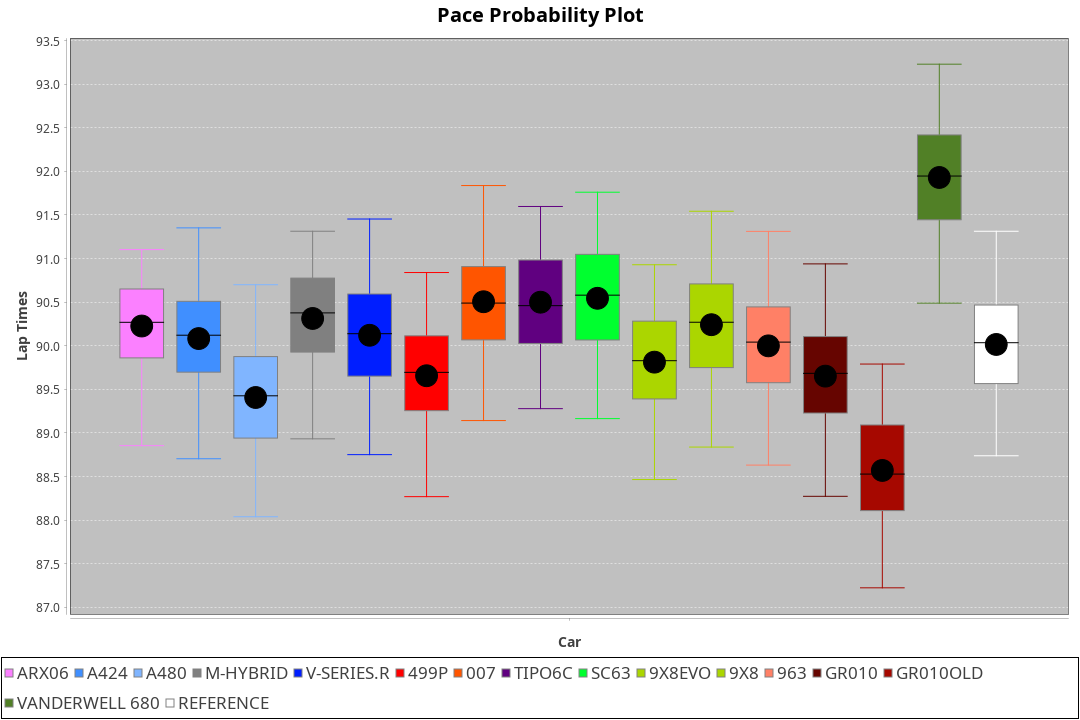 Pace Probability Plot
93.5
93.0
92.5
92.0
91.5
91.0
90.5
90.0
89.5
89.0
88.5
88.0
87.5
87.0
Lap Times
Car
ARX06 A424 A480 M-HYBRID V-SERIES.R 499P 007 TIPO6C SC63 9X8EVO 9X8 963 GR010 GR010OLD
VANDERWELL 680 REFERENCE